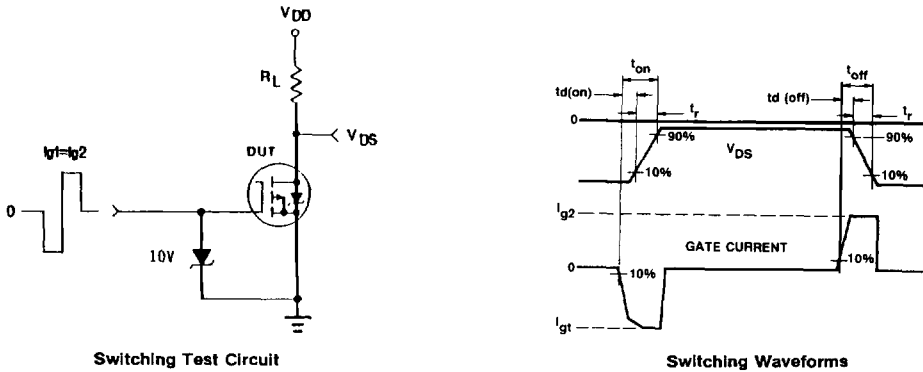 VDD
RL
VDS
DUT
Ig1=Ig2
0
10V
Switching Test Circuit
ton
toff
td(on)
td (off)
tr
tr
0
90%
VDS
90%
10%
10%
Ig2
GATE CURRENT
0
10%
10%
Ig1
Switching Waveforms